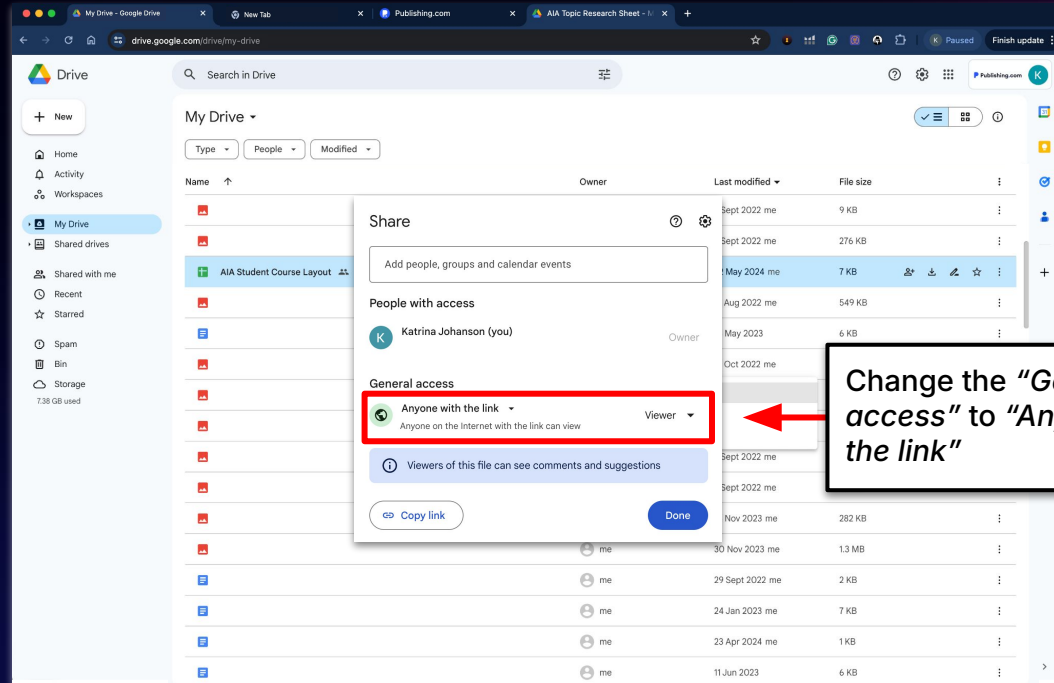 My Drive - Google Drive
New Tab
Publishing.com
AIA Topic Research Sheet -
drive.google.com/drive/my-drive
K Paused
Finish update
Drive
Search in Drive
Publishing.com
K
New
Home
Activity
Workspaces
My Drive
Shared drives
Shared with me
Recent
Starred
Spam
Bin
Storage
7.38 GB used
My Drive
Type
People
Modified
Name
Owner
Last modified
File size
Sept 2022 me 9 KB
Sept 2022 me 276 KB
AIA Student Course Layout
May 2024 me 7 KB
Aug 2022 me 549 KB
May 2023 6 KB
Oct 2022 me
Sept 2022 me
Sept 2022 me
Nov 2023 me 282 KB
me 30 Nov 2023 me 1.3 MB
me 29 Sept 2022 me 2 KB
me 24 Jan 2023 me 7 KB
me 23 Apr 2024 me 1 KB
me 11 Jun 2023 6 KB
Share
Add people, groups and calendar events
People with access
K
Katrina Johanson (you)
Owner
General access
Anyone with the link
Anyone on the Internet with the link can view
Viewer
Viewers of this file can see comments and suggestions
Copy link
Done
Change the
access" to
the link"